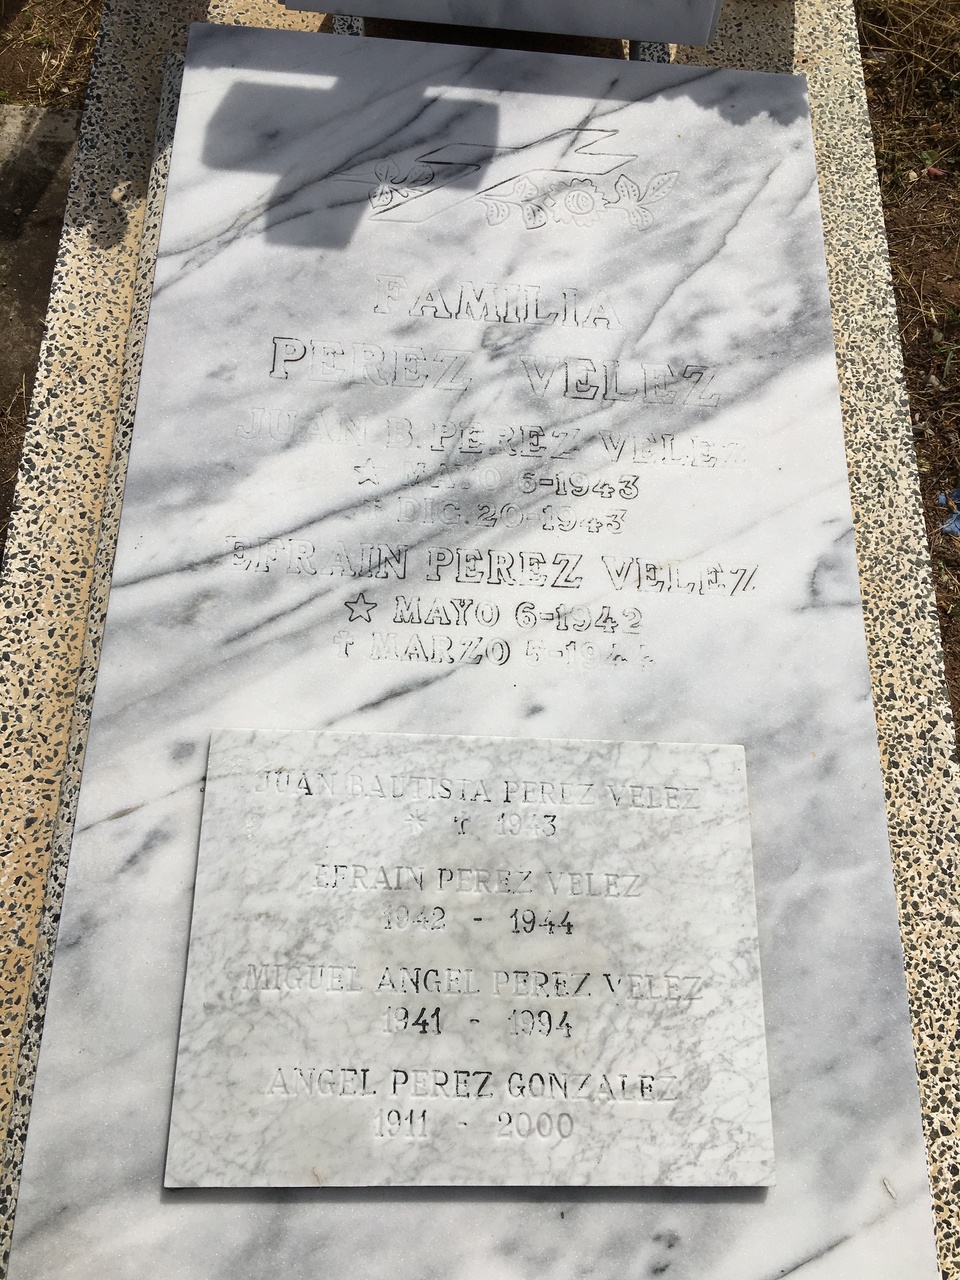 FAMILIA
PEREZ VELEZ
JUAN B. PEREZ VELEZ
☆ MAYO 6-1943
✝ DIC. 20-1943
EFRAIN PEREZ VELEZ
☆ MAYO 6-1942
✝ MARZO 5-1944
JUAN BAUTISTA PEREZ VELEZ
* ✝ 1943
EFRAIN PEREZ VELEZ
1942 - 1944
MIGUEL ANGEL PEREZ VELEZ
1941 - 1994
ANGEL PEREZ GONZALEZ
1911 - 2000